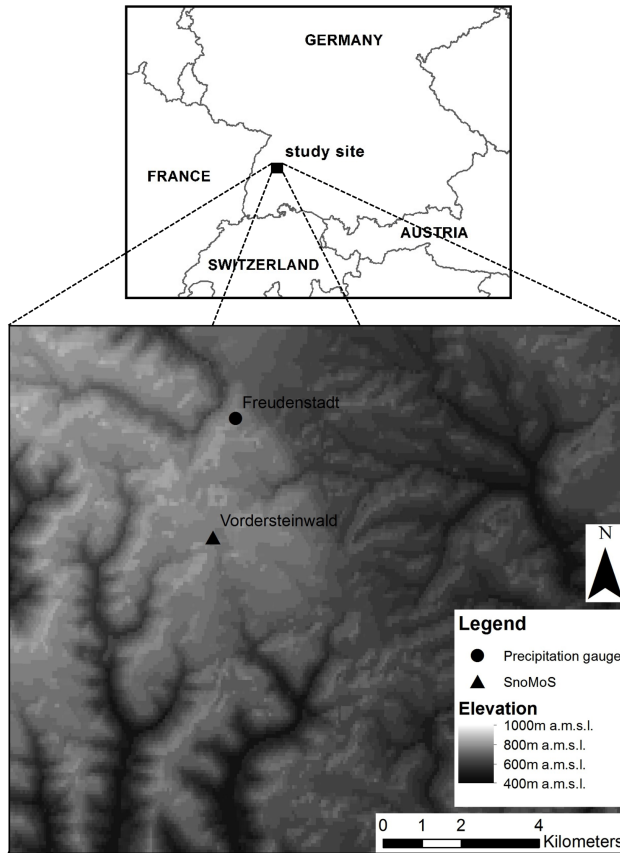 GERMANY
study site
FRANCE
AUSTRIA
SWITZERLAND
Freudenstadt
Vordersteinwald
N
Legend
Precipitation gauge
SnoMoS
Elevation
1000m a.m.s.l.
800m a.m.s.l.
600m a.m.s.l.
400m a.m.s.l.
0 1 2 4
Kilometers